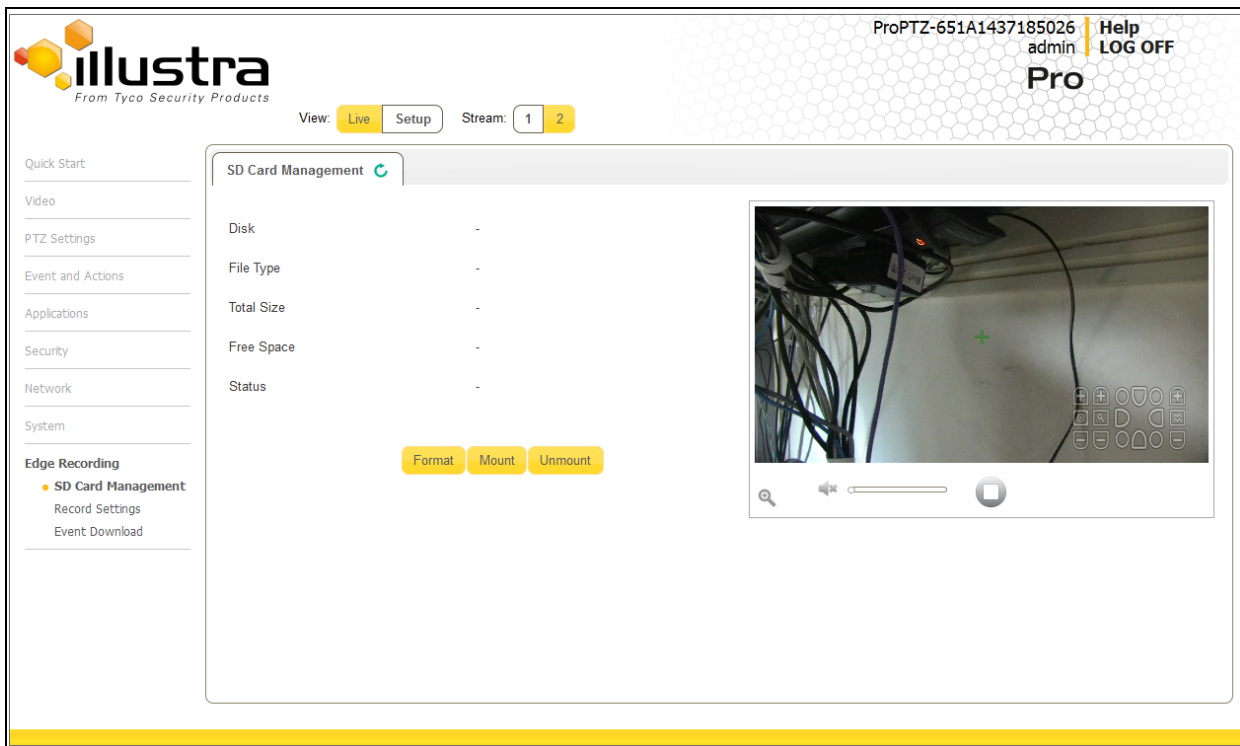 ProPTZ-651A1437185026 Help
admin LOG OFF
illustra
From Tyco Security Products
Pro
View: Live Setup Stream: 1 2
Quick Start
Video
PTZ Settings
Event and Actions
Applications
Security
Network
System
Edge Recording
SD Card Management
Record Settings
Event Download
SD Card Management
Disk -
File Type -
Total Size -
Free Space -
Status -
Format Mount Unmount